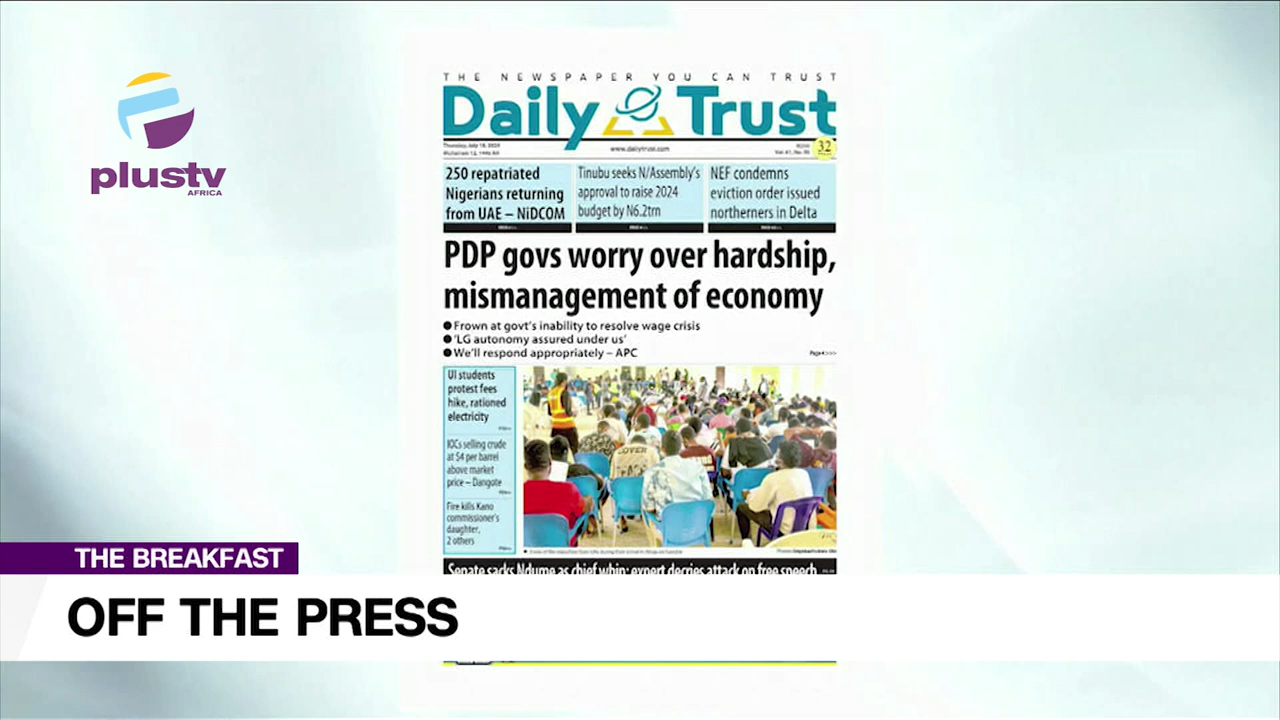 plustv
AFRICA
THE NEWSPAPER YOU CAN TRUST
Daily Trust
Thursday, July 18, 2024
www.dailytrust.com
32
250 repatriated
Nigerians returning
from UAE – NiDCOM
Tinubu seeks N/Assembly's
approval to raise 2024
budget by N6.2trn
NEF condemns
eviction order issued
northerners in Delta
PDP govs worry over hardship,
mismanagement of economy
● Frown at govt's inability to resolve wage crisis
● 'LG autonomy assured under us'
● We'll respond appropriately – APC
UI students
protest fees
hike, rationed
electricity
IOCs selling crude
at $4 per barrel
above market
price – Dangote
Fire kills Kano
commissioner's
daughter,
2 others
Senate sacks Ndume as chief whip; expert decries attack on free speech
THE BREAKFAST
OFF THE PRESS